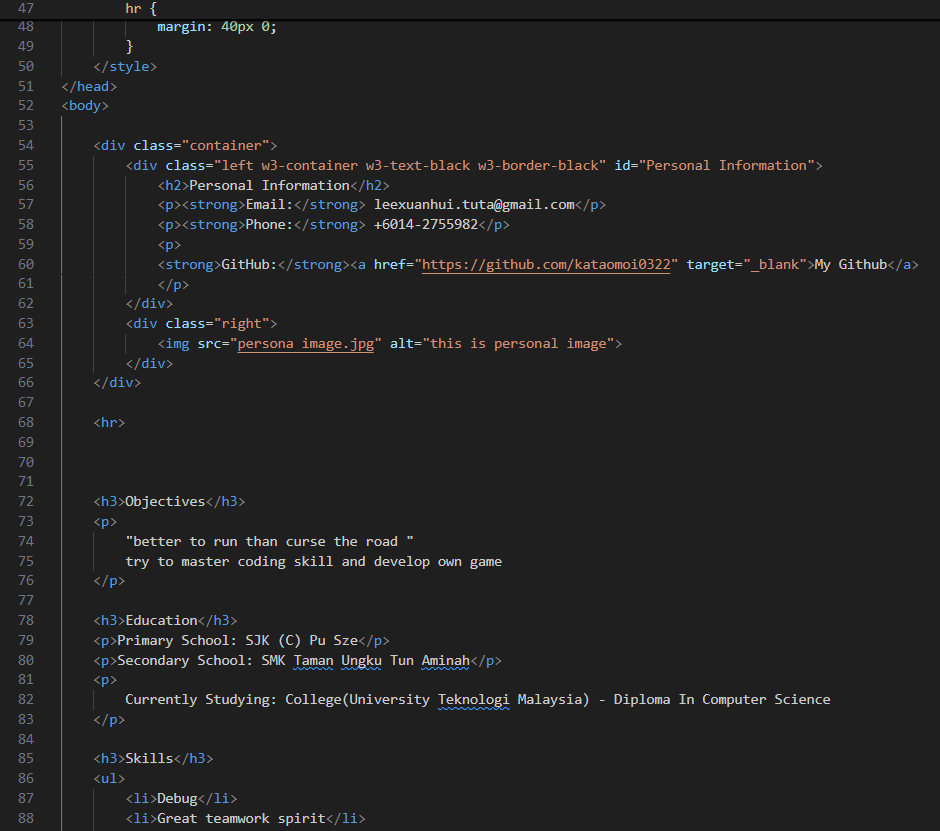 47 hr {
48 margin: 40px 0;
49 }
50 </style>
51 </head>
52 <body>
53
54 <div class="container">
55 <div class="left w3-container w3-text-black w3-border-black" id="Personal Information">
56 <h2>Personal Information</h2>
57 <p><strong>Email:</strong> leexuanhui.tuta@gmail.com</p>
58 <p><strong>Phone:</strong> +6014-2755982</p>
59 <p>
60 <strong>GitHub:</strong><a href="https://github.com/kataomoi0322" target="_blank">My Github</a>
61 </p>
62 </div>
63 <div class="right">
64 <img src="persona image.jpg" alt="this is personal image">
65 </div>
66 </div>
67
68 <hr>
69
70
71
72 <h3>Objectives</h3>
73 <p>
74 "better to run than curse the road "
75 try to master coding skill and develop own game
76 </p>
77
78 <h3>Education</h3>
79 <p>Primary School: SJK (C) Pu Sze</p>
80 <p>Secondary School: SMK Taman Ungku Tun Aminah</p>
81 <p>
82 Currently Studying: College(University Teknologi Malaysia) - Diploma In Computer Science
83 </p>
84
85 <h3>Skills</h3>
86 <ul>
87 <li>Debug</li>
88 <li>Great teamwork spirit</li>